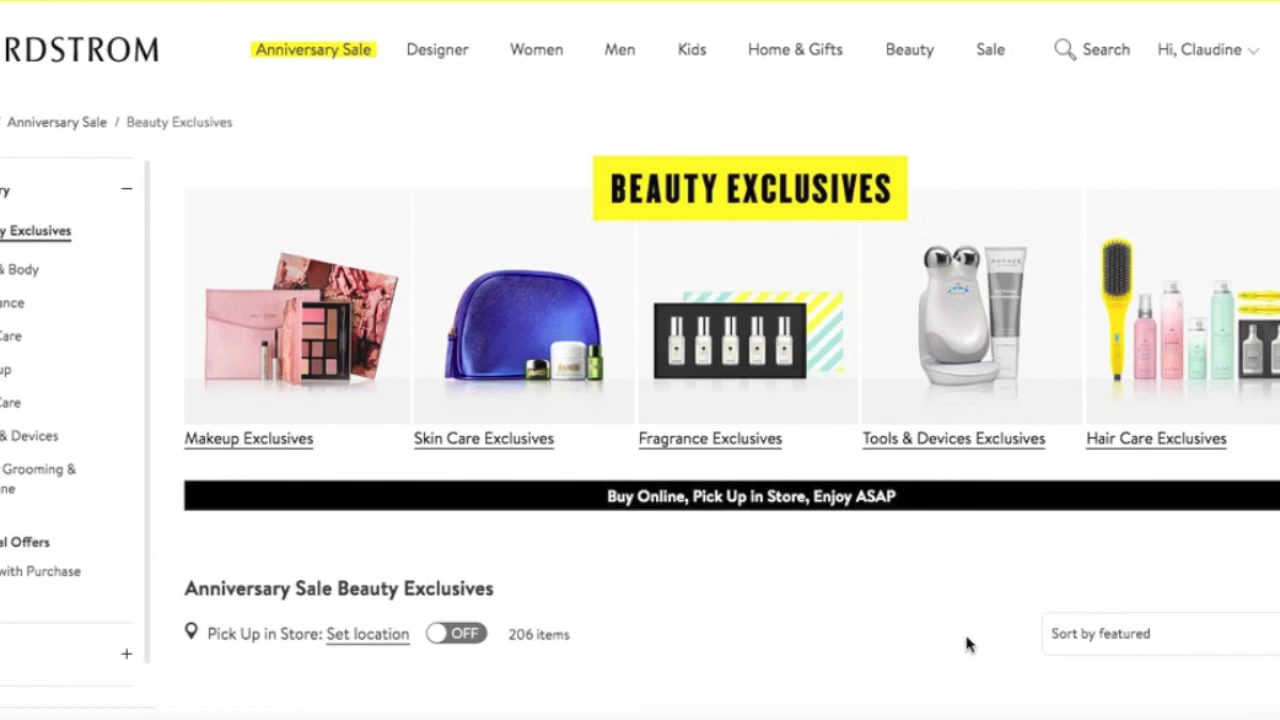 RDSTROM
Anniversary Sale Designer Women Men Kids Home & Gifts Beauty Sale Search Hi, Claudine
/ Anniversary Sale / Beauty Exclusives
ry
y Exclusives
& Body
ance
Care
up
Care
& Devices
Grooming &
ne
al Offers
with Purchase
BEAUTY EXCLUSIVES
NUFACE
Makeup Exclusives Skin Care Exclusives Fragrance Exclusives Tools & Devices Exclusives Hair Care Exclusives
Buy Online, Pick Up in Store, Enjoy ASAP
Anniversary Sale Beauty Exclusives
Pick Up in Store: Set location OFF 206 items
Sort by featured